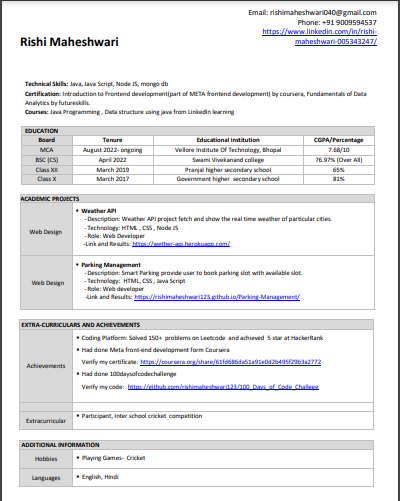 Email: rishimaheshwari040@gmail.com
Phone: +91 9009594537
https://www.linkedin.com/in/rishi-
maheshwari-005343247/
Rishi Maheshwari
Technical Skills: Java, Java Script, Node JS, mongo db
Certification: Introduction to Frontend development(part of META frontend development) by coursera, Fundamentals of Data
Analytics by futureskills.
Courses: Java Programming , Data structure using java from LinkedIn learning
EDUCATION
Board Tenure Educational institution CGPA/Percentage
MCA August 2022- ongoing Vellore Institute Of Technology, Bhopal 7.68/10
BSC (CS) April 2022 Swami Vivekanand college 76.97% (Over All)
Class XII March 2019 Pranjal higher secondary school 65%
Class X March 2017 Government higher secondary school 81%
ACADEMIC PROJECTS
Web Design
• Weather API
- Description: Weather API project fetch and show the real time weather of particular cities.
- Technology: HTML , CSS , Node JS
- Role: Web Developer
-Link and Results: https://wether-api.herokuapp.com/
Web Design
• Parking Management
- Description: Smart Parking provide user to book parking slot with available slot.
- Technology: HTML, CSS , Java Script
- Role: Web developer
-Link and Results: https://rishimaheshwari123.github.io/Parking-Management/
EXTRA-CURRICULARS AND ACHIEVEMENTS
Achievements
• Coding Platform: Solved 150+ problems on Leetcode and achieved 5 star at HackerRank
• Had done Meta front-end development form Coursera
Verify my certificate: https://coursera.org/share/61fd686da51a91e0d2b495f29b3a2772
• Had done 100daysofcodechallenge
Verify my code: https://github.com/rishimaheshwari123/100_Days_of_Code_Challege
Extracurricular • Participant, Inter school cricket competition
ADDITIONAL INFORMATION
Hobbies • Playing Games- Cricket
Languages • English, Hindi